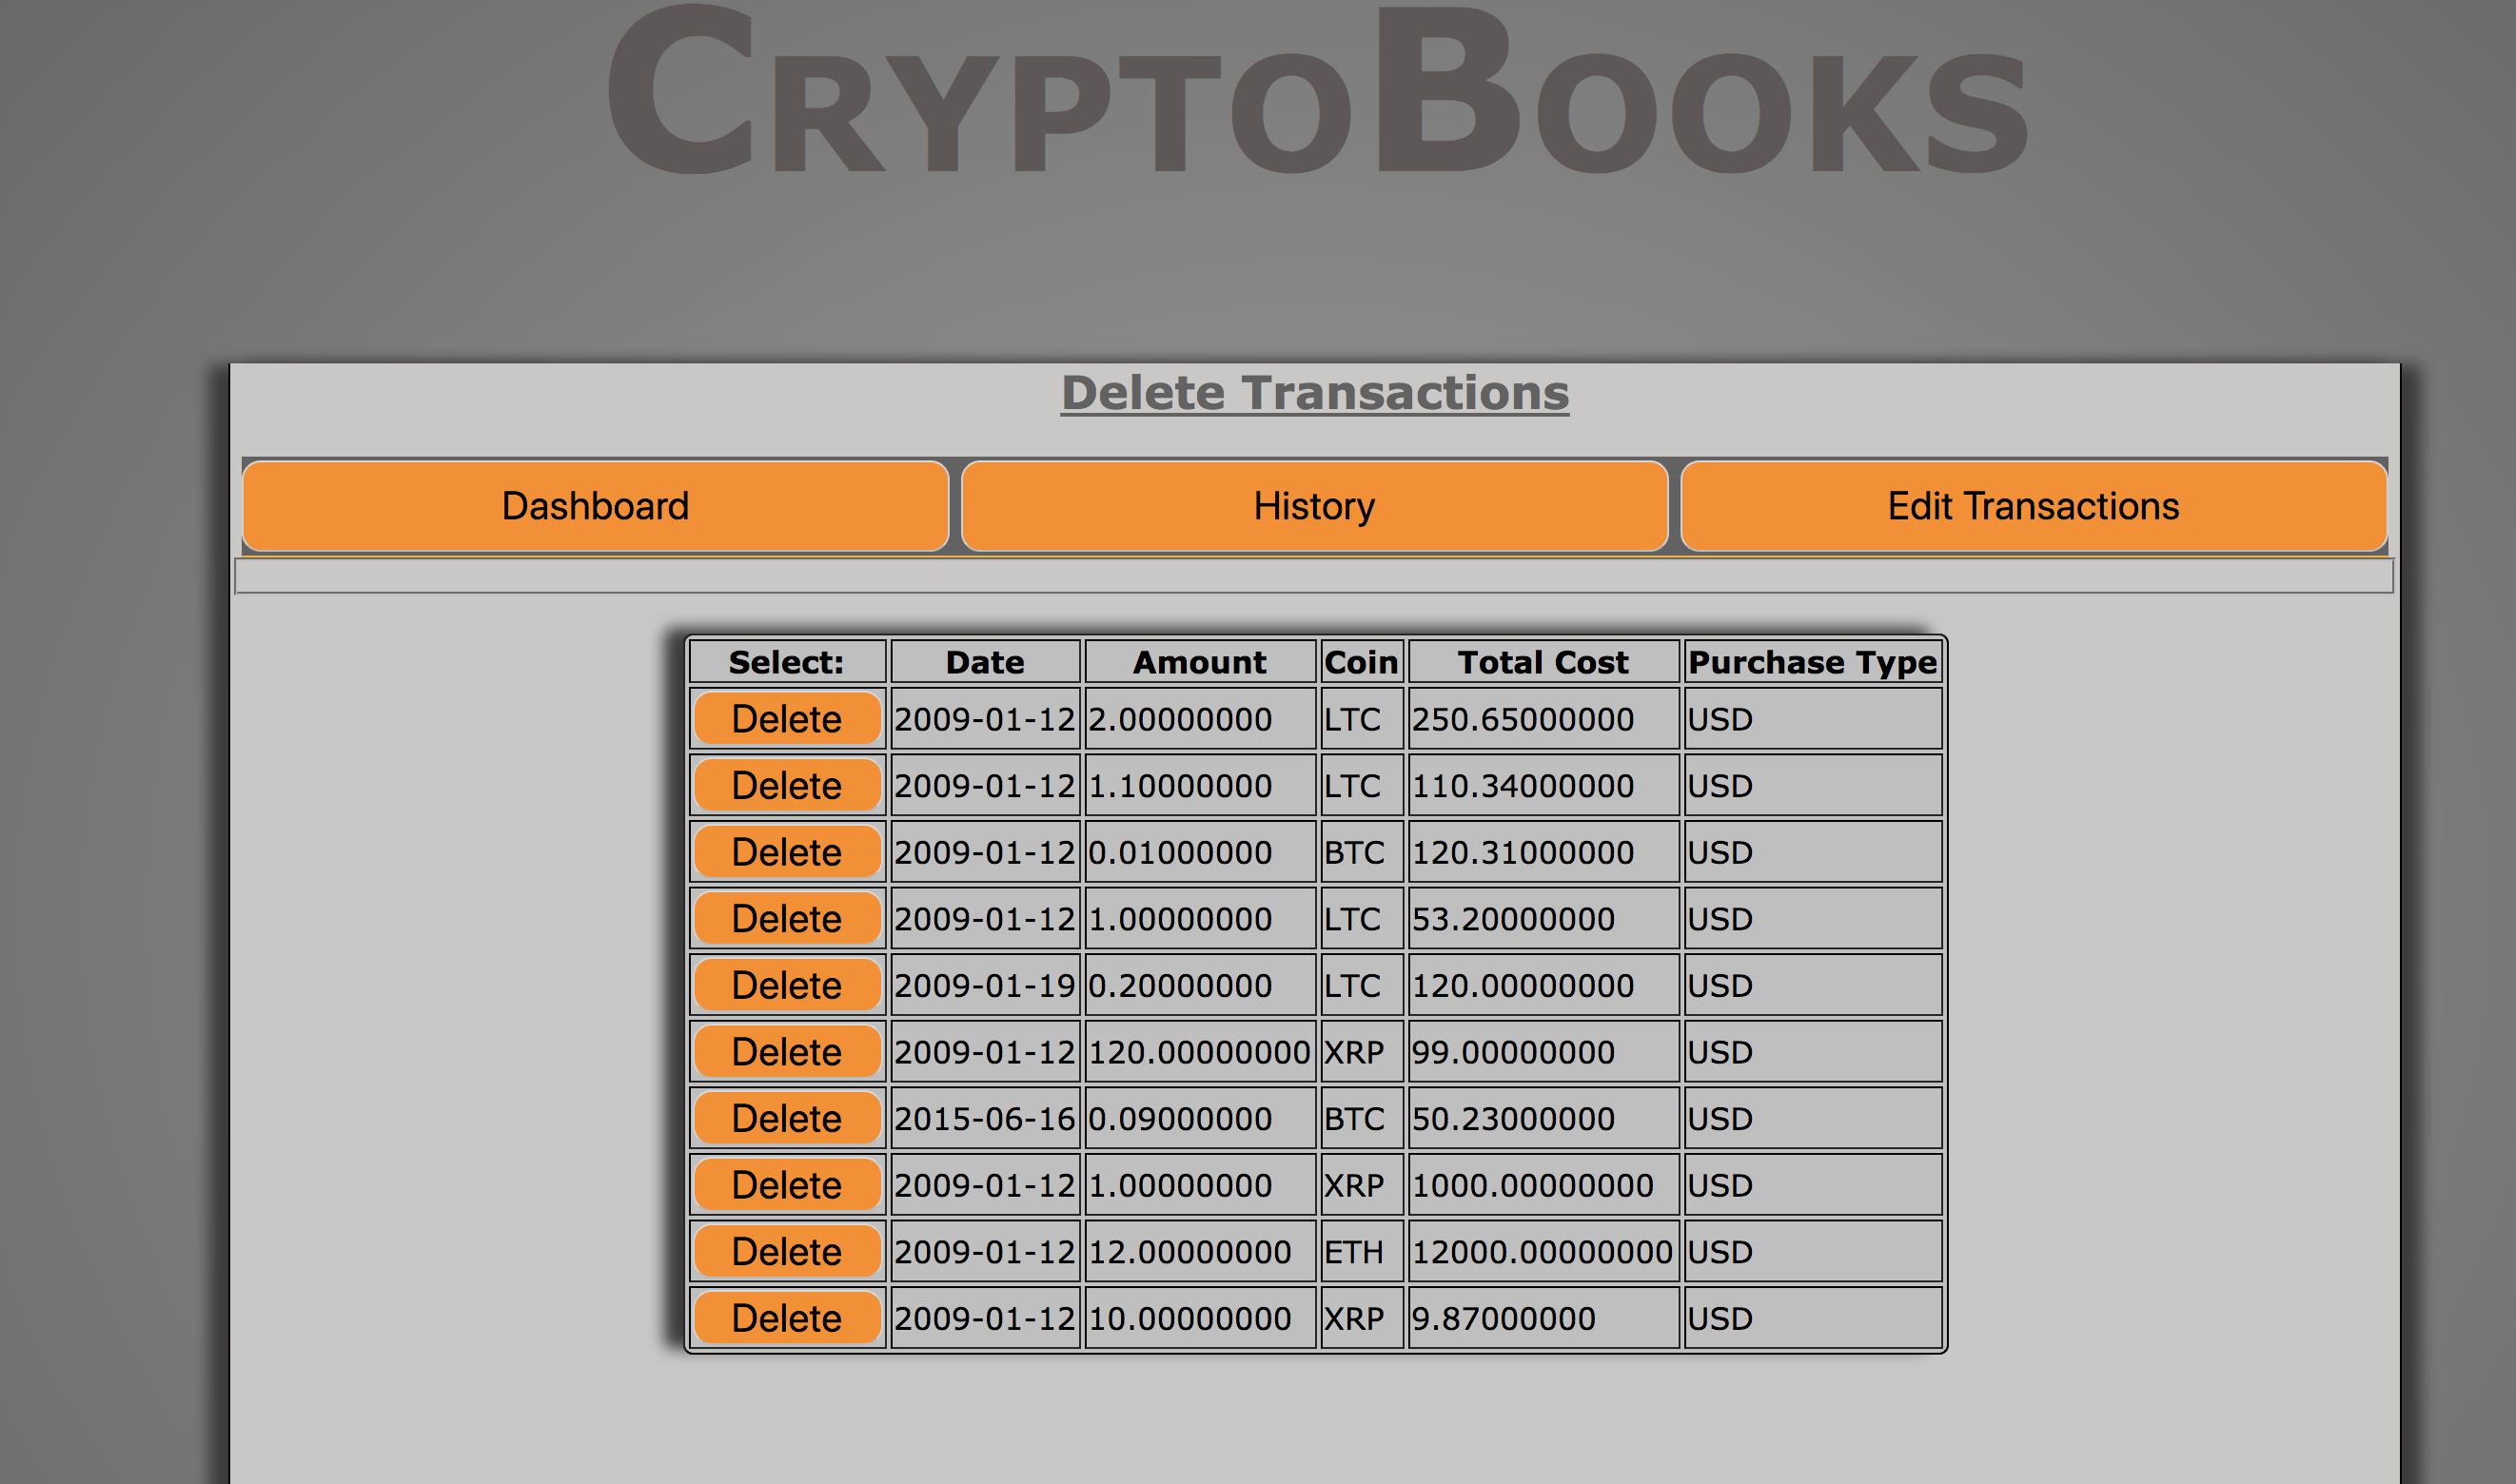 CryptoBooks
Delete Transactions
Dashboard History Edit Transactions
Select: Date Amount Coin Total Cost Purchase Type
Delete 2009-01-12 2.00000000 LTC 250.65000000 USD
Delete 2009-01-12 1.10000000 LTC 110.34000000 USD
Delete 2009-01-12 0.01000000 BTC 120.31000000 USD
Delete 2009-01-12 1.00000000 LTC 53.20000000 USD
Delete 2009-01-19 0.20000000 LTC 120.00000000 USD
Delete 2009-01-12 120.00000000 XRP 99.00000000 USD
Delete 2015-06-16 0.09000000 BTC 50.23000000 USD
Delete 2009-01-12 1.00000000 XRP 1000.00000000 USD
Delete 2009-01-12 12.00000000 ETH 12000.00000000 USD
Delete 2009-01-12 10.00000000 XRP 9.87000000 USD